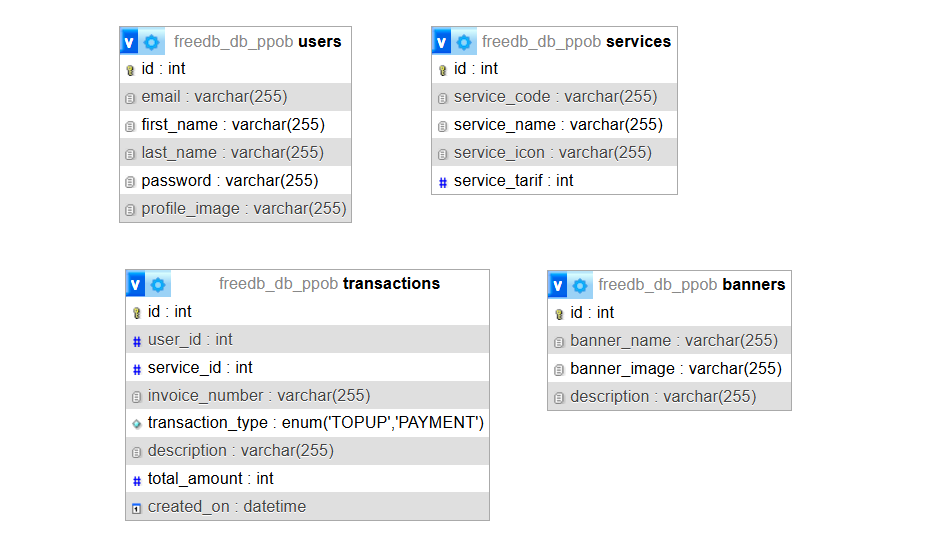 v freedb_db_ppob users
id : int
email : varchar(255)
first_name : varchar(255)
last_name : varchar(255)
password : varchar(255)
profile_image : varchar(255)
v freedb_db_ppob services
id : int
service_code : varchar(255)
service_name : varchar(255)
service_icon : varchar(255)
# service_tarif : int
v freedb_db_ppob transactions
id : int
# user_id : int
# service_id : int
invoice_number : varchar(255)
transaction_type : enum('TOPUP','PAYMENT')
description : varchar(255)
# total_amount : int
1 created_on : datetime
v freedb_db_ppob banners
id : int
banner_name : varchar(255)
banner_image : varchar(255)
description : varchar(255)